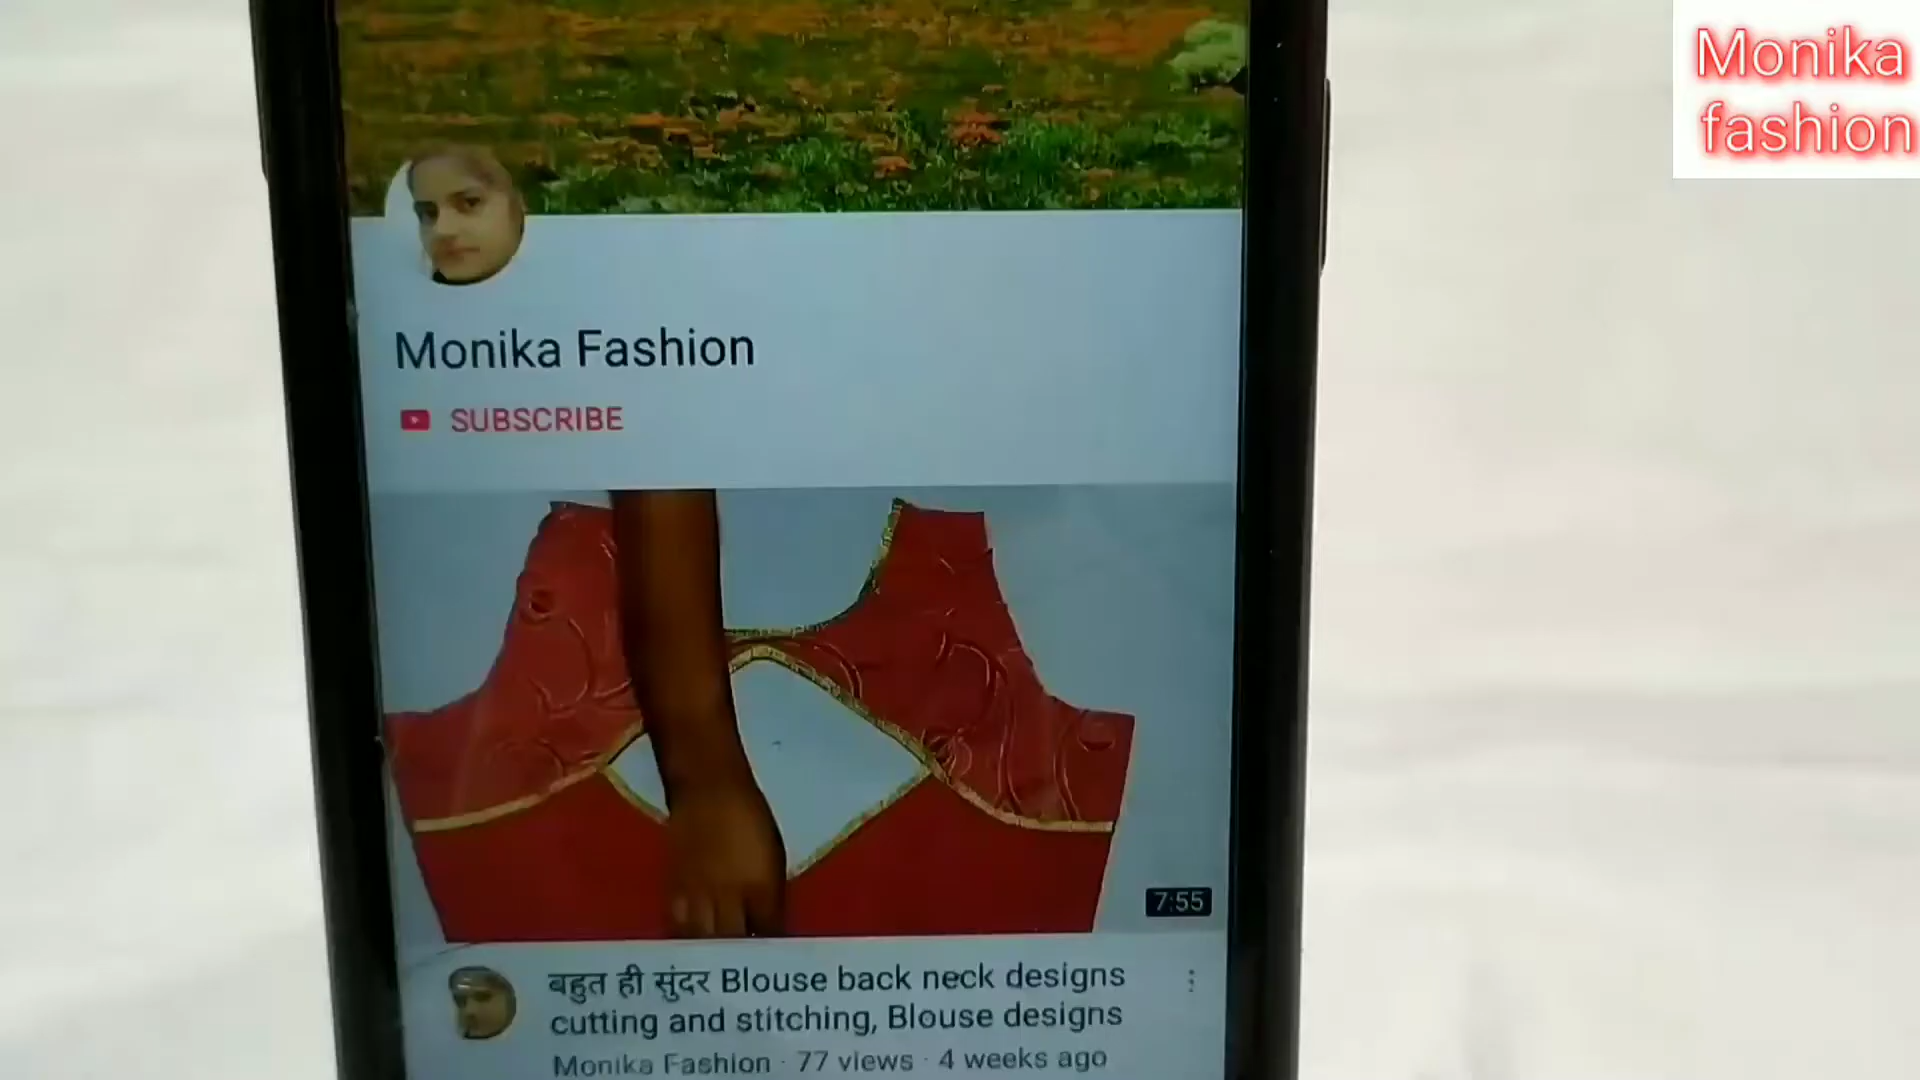 Monika
fashion
Monika Fashion
SUBSCRIBE
7:55
बहुत ही सुंदर Blouse back neck designs
cutting and stitching, Blouse designs
Monika Fashion · 77 views · 4 weeks ago